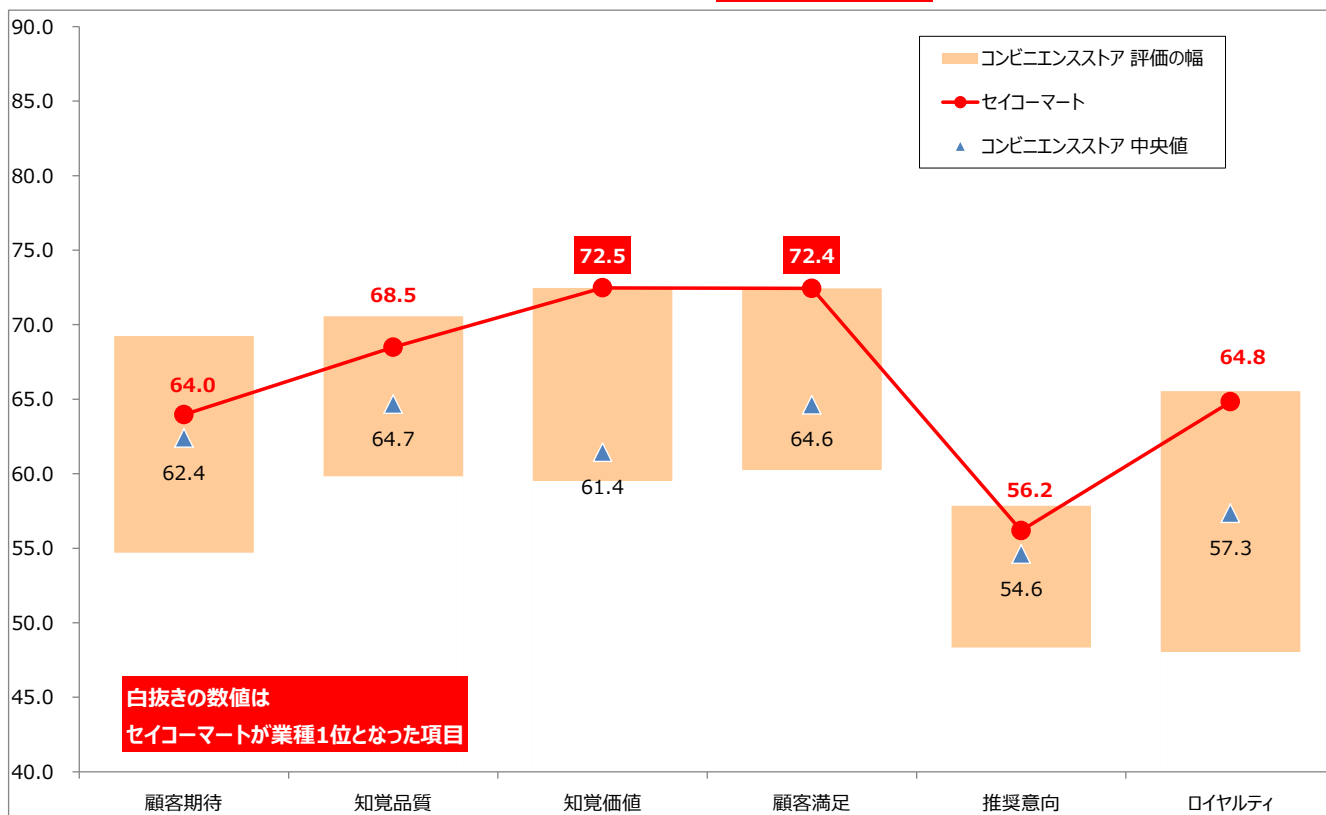 90.0
85.0
80.0
75.0
70.0
65.0
60.0
55.0
50.0
45.0
40.0
コンビニエンスストア 評価の幅
セイコーマート
コンビニエンスストア 中央値
64.0
68.5
72.5
72.4
56.2
64.8
62.4
64.7
61.4
64.6
54.6
57.3
白抜きの数値は
セイコーマートが業種1位となった項目
顧客期待
知覚品質
知覚価値
顧客満足
推奨意向
ロイヤルティ